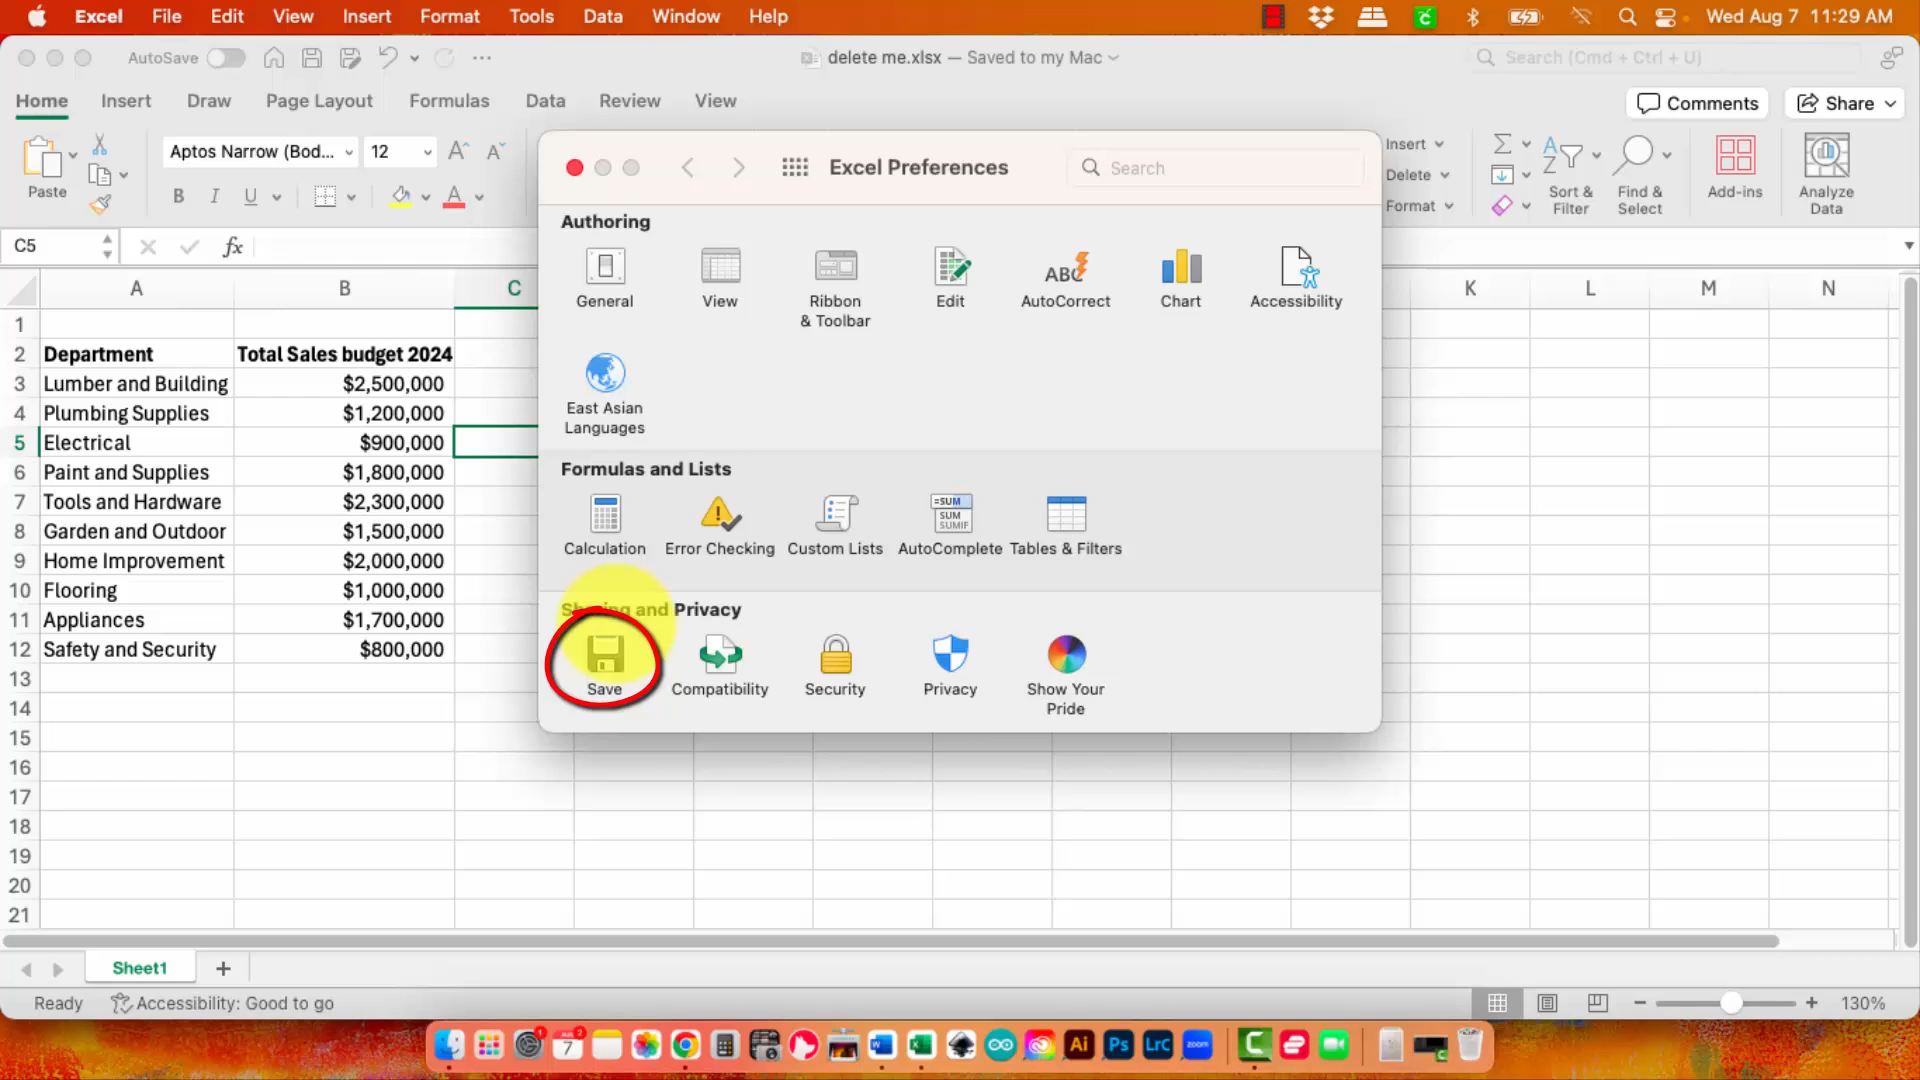 Excel File Edit View Insert Format Tools Data Window Help Wed Aug 7 11:29 AM
AutoSave delete me.xlsx — Saved to my Mac Search (Cmd + Ctrl + U)
Home Insert Draw Page Layout Formulas Data Review View Comments Share
Paste
Aptos Narrow (Bod... 12
B I U
Insert
Delete
Format
Sort &
Filter
Find &
Select
Add-ins
Analyze
Data
C5 fx
Excel Preferences Search
Authoring
General View Ribbon
& Toolbar Edit AutoCorrect Chart Accessibility
East Asian
Languages
Formulas and Lists
Calculation Error Checking Custom Lists AutoComplete Tables & Filters
Sharing and Privacy
Save Compatibility Security Privacy Show Your
Pride
A B C K L M N
1
2 Department Total Sales budget 2024
3 Lumber and Building $2,500,000
4 Plumbing Supplies $1,200,000
5 Electrical $900,000
6 Paint and Supplies $1,800,000
7 Tools and Hardware $2,300,000
8 Garden and Outdoor $1,500,000
9 Home Improvement $2,000,000
10 Flooring $1,000,000
11 Appliances $1,700,000
12 Safety and Security $800,000
13
14
15
16
17
18
19
20
21
Sheet1
Ready Accessibility: Good to go 130%